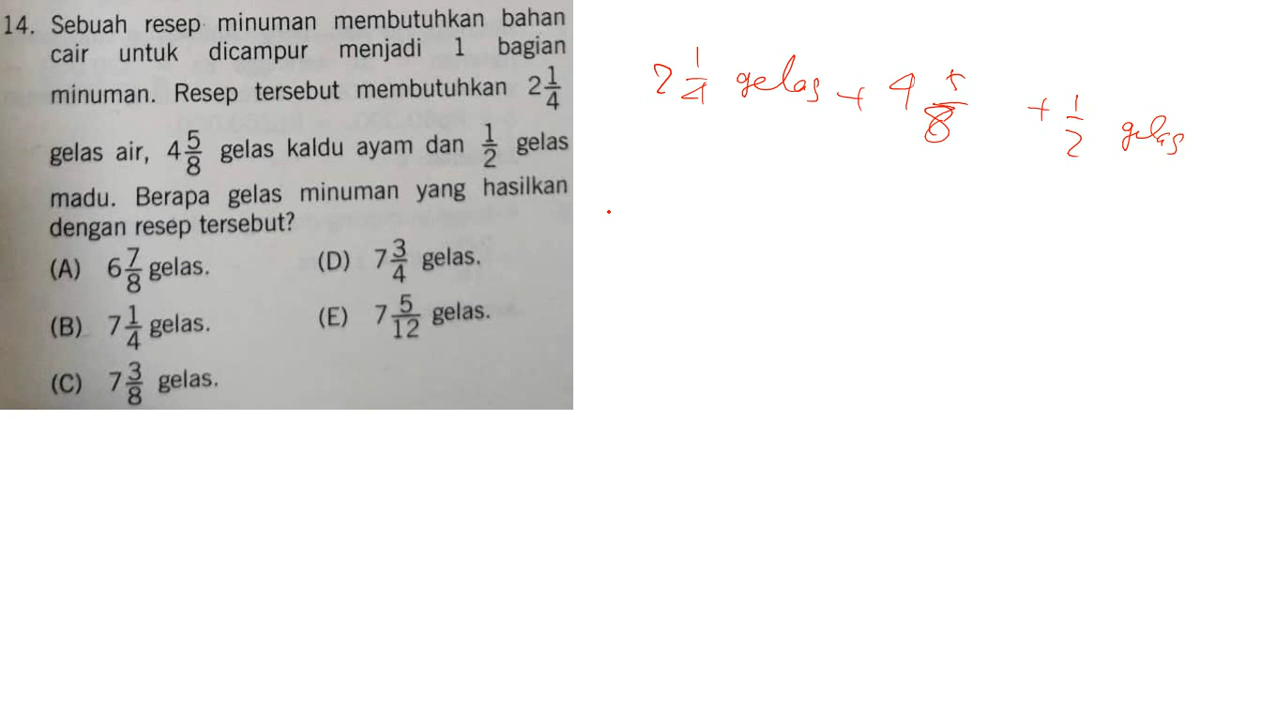 14. Sebuah resep minuman membutuhkan bahan
cair untuk dicampur menjadi 1 bagian
minuman. Resep tersebut membutuhkan 2 1/4
gelas air, 4 5/8 gelas kaldu ayam dan 1/2 gelas
madu. Berapa gelas minuman yang hasilkan
dengan resep tersebut?
(A) 6 7/8 gelas.
(B) 7 1/4 gelas.
(C) 7 3/8 gelas.
(D) 7 3/4 gelas.
(E) 7 5/12 gelas.
2 1/4 gelas + 4 5/8 + 1/2 gelas